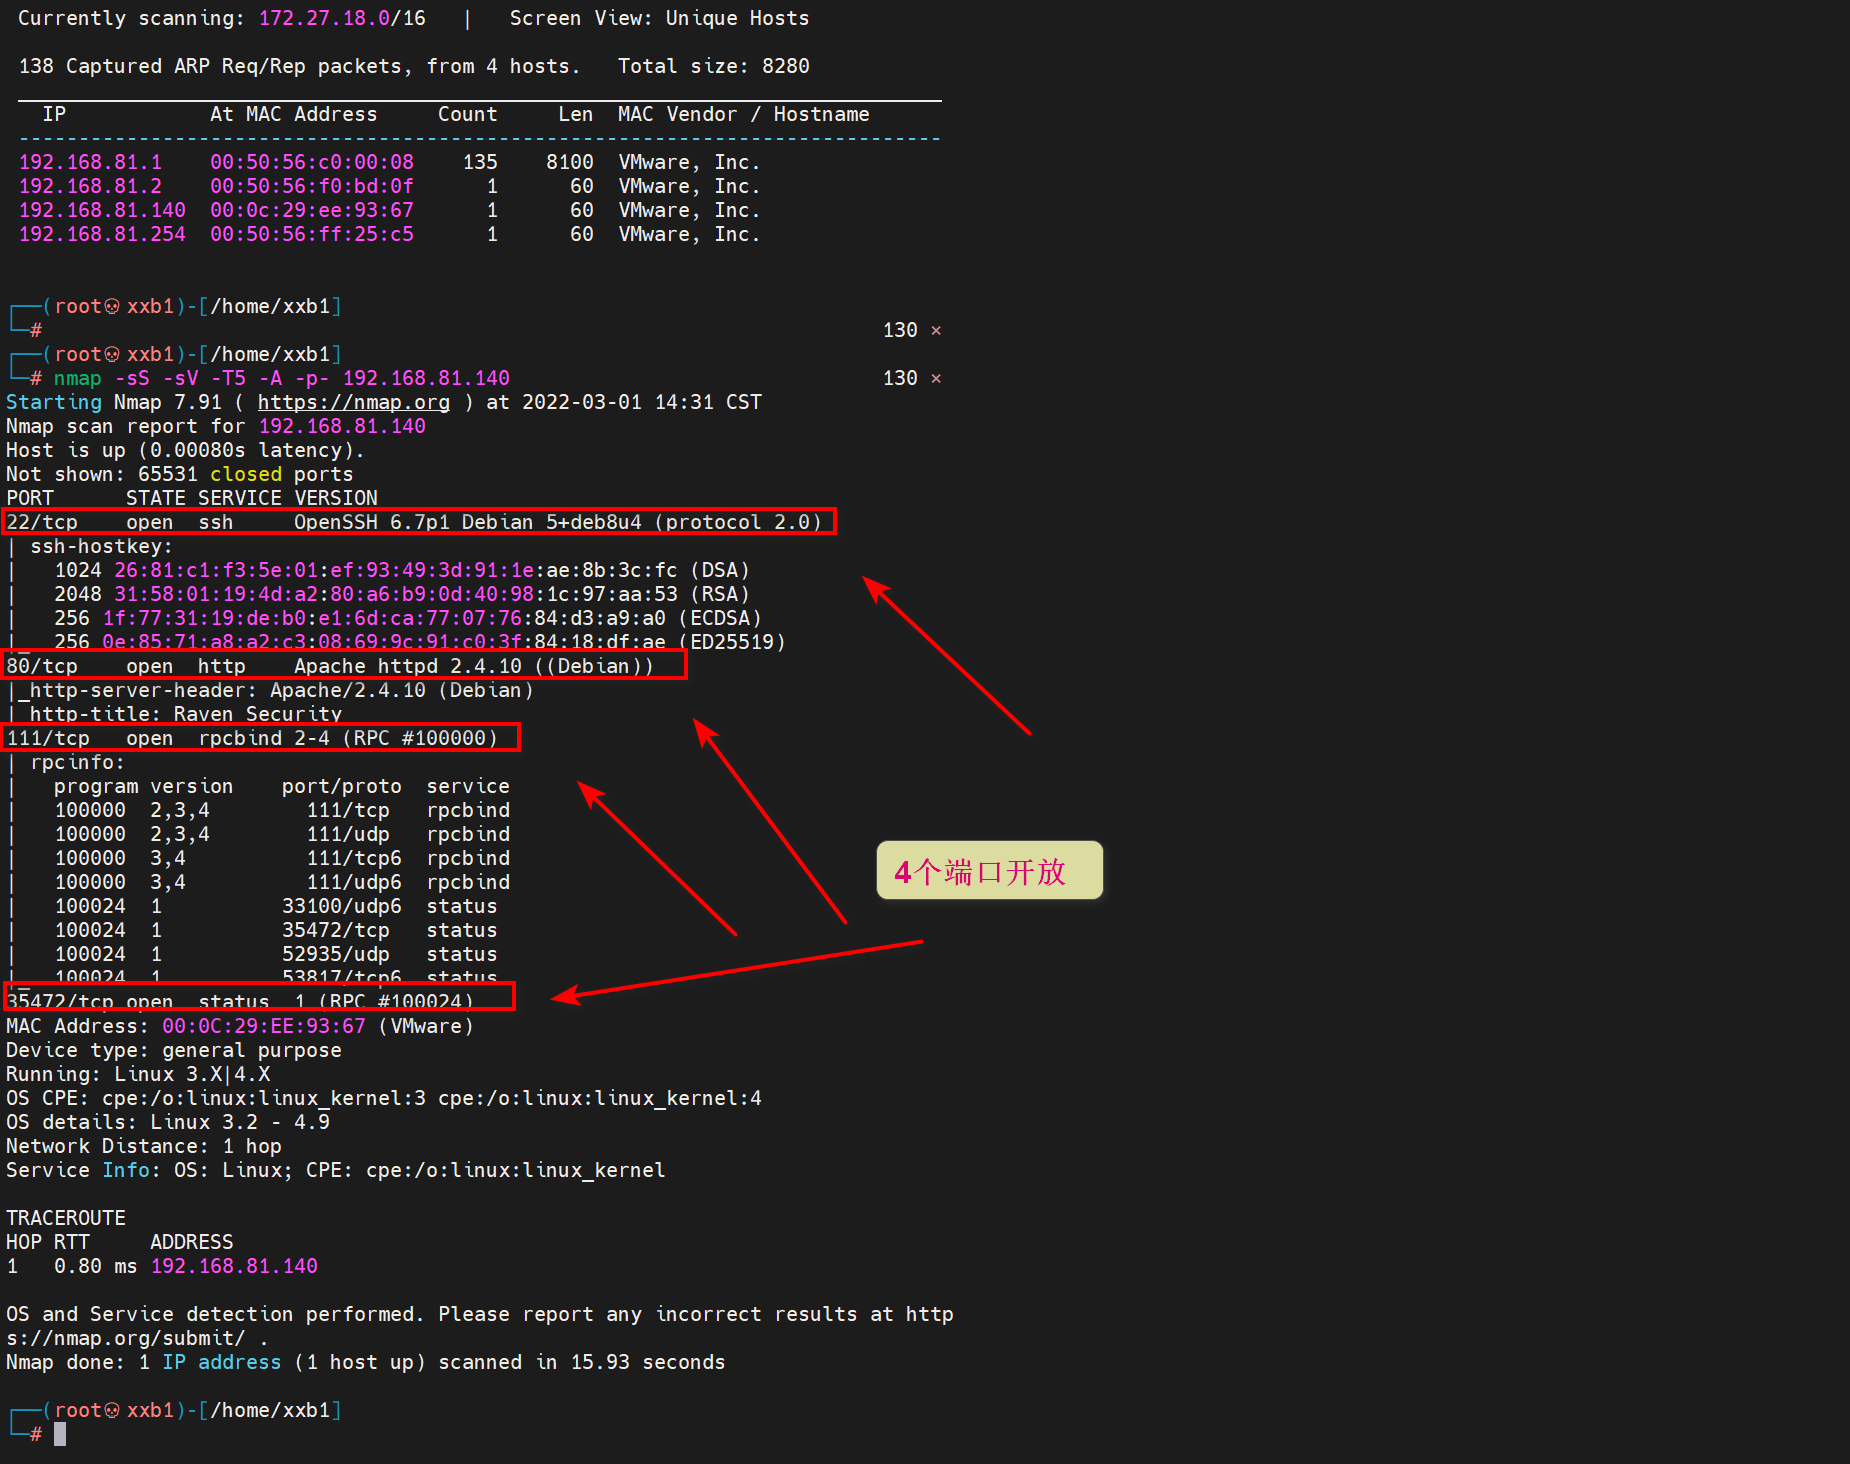 Currently scanning: 172.27.18.0/16   |   Screen View: Unique Hosts
138 Captured ARP Req/Rep packets, from 4 hosts.   Total size: 8280
IP            At MAC Address     Count     Len  MAC Vendor / Hostname
-----------------------------------------------------------------------------
192.168.81.1    00:50:56:c0:00:08    135    8100  VMware, Inc.
192.168.81.2    00:50:56:f0:bd:0f      1      60  VMware, Inc.
192.168.81.140  00:0c:29:ee:93:67      1      60  VMware, Inc.
192.168.81.254  00:50:56:ff:25:c5      1      60  VMware, Inc.
┌──(root💀xxb1)-[/home/xxb1]
└─#                                                                      130 ×
┌──(root💀xxb1)-[/home/xxb1]
└─# nmap -sS -sV -T5 -A -p- 192.168.81.140                               130 ×
Starting Nmap 7.91 ( https://nmap.org ) at 2022-03-01 14:31 CST
Nmap scan report for 192.168.81.140
Host is up (0.00080s latency).
Not shown: 65531 closed ports
PORT      STATE SERVICE VERSION
22/tcp    open  ssh     OpenSSH 6.7p1 Debian 5+deb8u4 (protocol 2.0)
| ssh-hostkey:
|   1024 26:81:c1:f3:5e:01:ef:93:49:3d:91:1e:ae:8b:3c:fc (DSA)
|   2048 31:58:01:19:4d:a2:80:a6:b9:0d:40:98:1c:97:aa:53 (RSA)
|   256 1f:77:31:19:de:b0:e1:6d:ca:77:07:76:84:d3:a9:a0 (ECDSA)
|_  256 0e:85:71:a8:a2:c3:08:69:9c:91:c0:3f:84:18:df:ae (ED25519)
80/tcp    open  http    Apache httpd 2.4.10 ((Debian))
|_http-server-header: Apache/2.4.10 (Debian)
|_http-title: Raven Security
111/tcp   open  rpcbind 2-4 (RPC #100000)
| rpcinfo:
|   program version    port/proto  service
|   100000  2,3,4        111/tcp   rpcbind
|   100000  2,3,4        111/udp   rpcbind
|   100000  3,4          111/tcp6  rpcbind
|   100000  3,4          111/udp6  rpcbind
|   100024  1          33100/udp6  status
|   100024  1          35472/tcp   status
|   100024  1          52935/udp   status
|_  100024  1          53817/tcp6  status
35472/tcp open  status  1 (RPC #100024)
4个端口开放
MAC Address: 00:0C:29:EE:93:67 (VMware)
Device type: general purpose
Running: Linux 3.X|4.X
OS CPE: cpe:/o:linux:linux_kernel:3 cpe:/o:linux:linux_kernel:4
OS details: Linux 3.2 - 4.9
Network Distance: 1 hop
Service Info: OS: Linux; CPE: cpe:/o:linux:linux_kernel
TRACEROUTE
HOP RTT     ADDRESS
1   0.80 ms 192.168.81.140
OS and Service detection performed. Please report any incorrect results at http
s://nmap.org/submit/ .
Nmap done: 1 IP address (1 host up) scanned in 15.93 seconds
┌──(root💀xxb1)-[/home/xxb1]
└─#